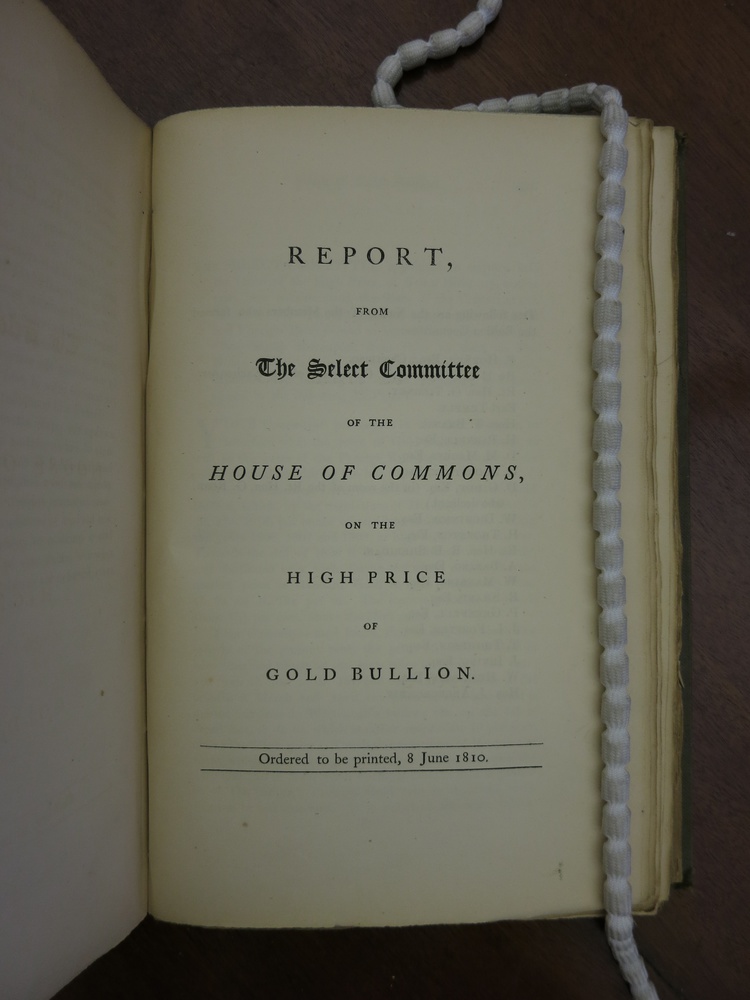 REPORT,
FROM
The Select Committee
OF THE
HOUSE OF COMMONS,
ON THE
HIGH PRICE
OF
GOLD BULLION.
Ordered to be printed, 8 June 1810.